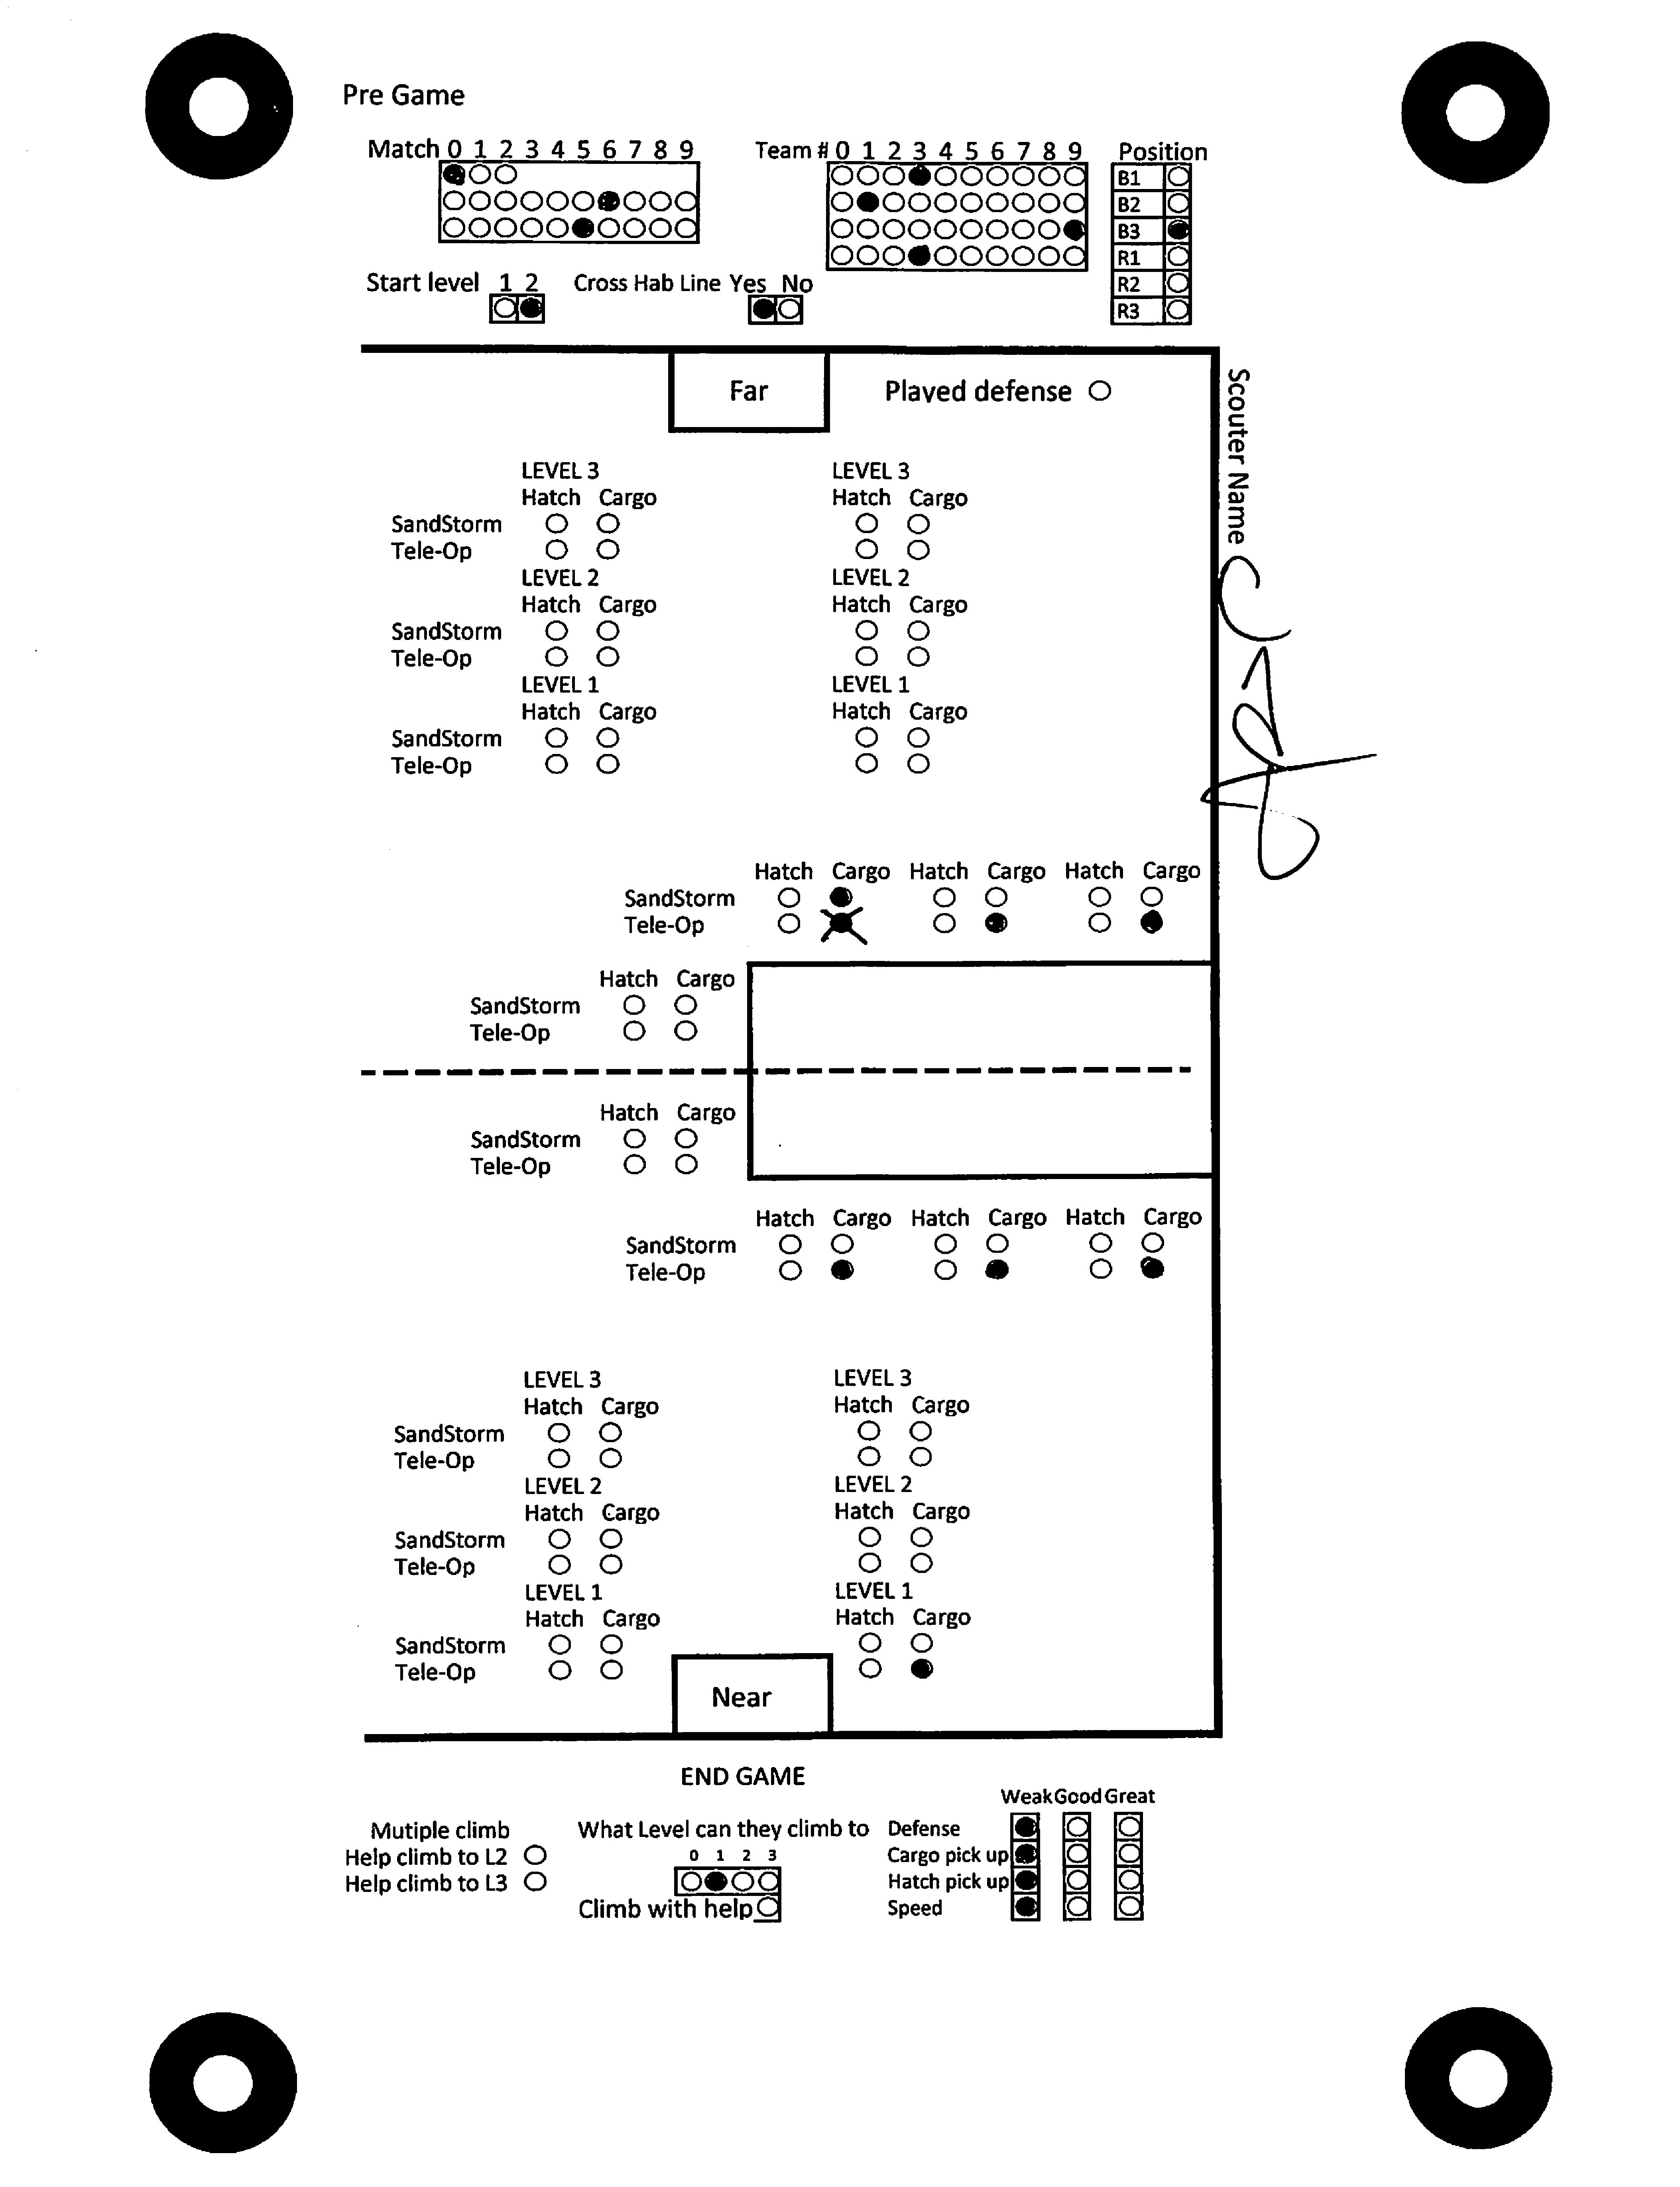 Pre Game
Match 0 1 2 3 4 5 6 7 8 9
Team # 0 1 2 3 4 5 6 7 8 9
Position
B1
B2
B3
R1
R2
R3
Start level 1 2
Cross Hab Line Yes No
Far
Played defense
Scouter Name
LEVEL 3 LEVEL 3
Hatch Cargo Hatch Cargo
SandStorm
Tele-Op
LEVEL 2 LEVEL 2
Hatch Cargo Hatch Cargo
SandStorm
Tele-Op
LEVEL 1 LEVEL 1
Hatch Cargo Hatch Cargo
SandStorm
Tele-Op
Hatch Cargo Hatch Cargo Hatch Cargo
SandStorm
Tele-Op
Hatch Cargo
SandStorm
Tele-Op
Hatch Cargo
SandStorm
Tele-Op
Hatch Cargo Hatch Cargo Hatch Cargo
SandStorm
Tele-Op
LEVEL 3 LEVEL 3
Hatch Cargo Hatch Cargo
SandStorm
Tele-Op
LEVEL 2 LEVEL 2
Hatch Cargo Hatch Cargo
SandStorm
Tele-Op
LEVEL 1 LEVEL 1
Hatch Cargo Hatch Cargo
SandStorm
Tele-Op
Near
END GAME
Mutiple climb
Help climb to L2
Help climb to L3
What Level can they climb to
0 1 2 3
Climb with help
Weak Good Great
Defense
Cargo pick up
Hatch pick up
Speed